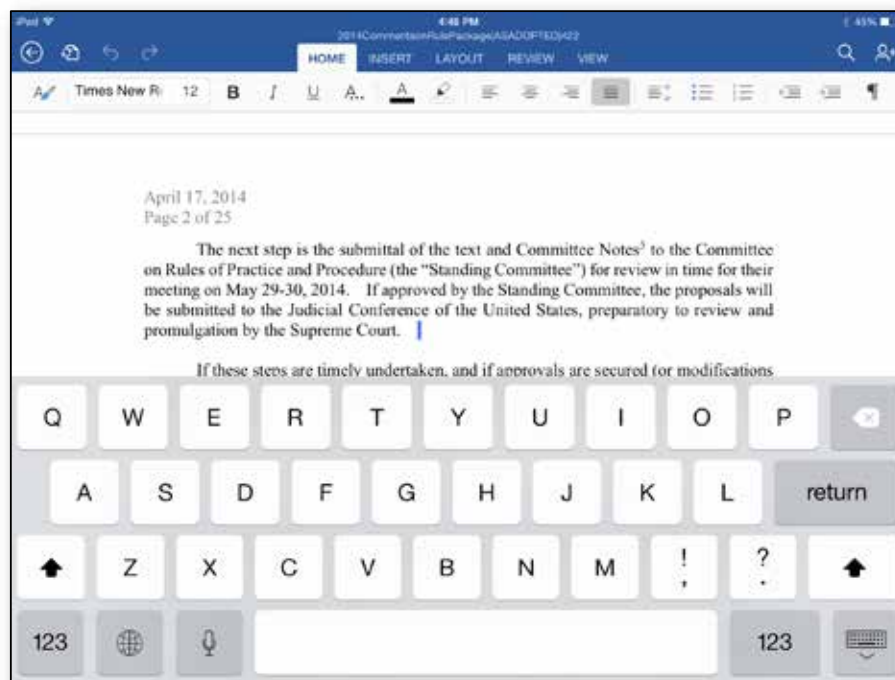 iPad 4:48 PM 45%
HOME INSERT LAYOUT REVIEW VIEW
Times New R 12 B I U A.. A ¶
April 17, 2014
Page 2 of 25
The next step is the submittal of the text and Committee Notes³ to the Committee
on Rules of Practice and Procedure (the “Standing Committee”) for review in time for their
meeting on May 29-30, 2014. If approved by the Standing Committee, the proposals will
be submitted to the Judicial Conference of the United States, preparatory to review and
promulgation by the Supreme Court.
If these steps are timely undertaken, and if approvals are secured (or modifications
Q W E R T Y U I O P
A S D F G H J K L return
Z X C V B N M ! , ? .
123 123